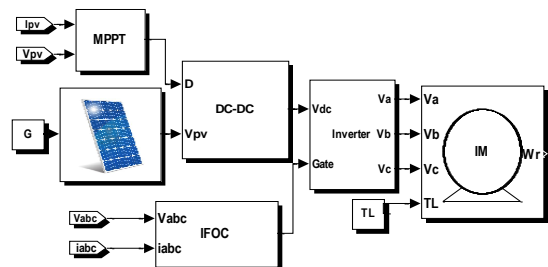 Ipv
MPPT
Vpv
D
DC-DC
Vpv
G
Vdc
Va
Inverter Vb
Vc
Gate
Va
Vb
Vc
TL
IM
Wr
TL
Vabc
Vabc
IFOC
iabc
iabc